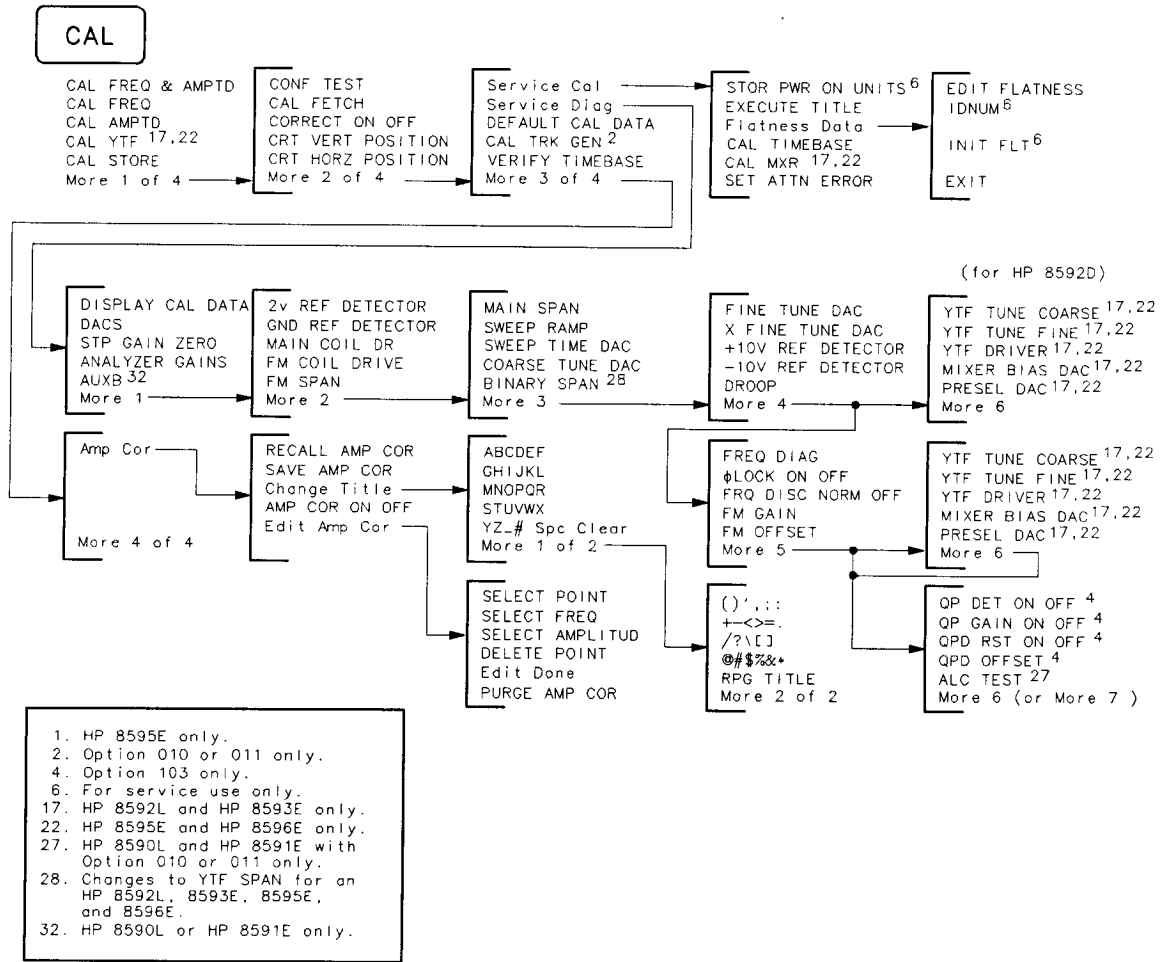 CAL
CAL FREQ & AMPTD
CAL FREQ
CAL AMPTD
CAL YTF 17,22
CAL STORE
More 1 of 4
CONF TEST
CAL FETCH
CORRECT ON OFF
CRT VERT POSITION
CRT HORZ POSITION
More 2 of 4
Service Cal
Service Diag
DEFAULT CAL DATA
CAL TRK GEN 2
VERIFY TIMEBASE
More 3 of 4
STOR PWR ON UNITS 6
EXECUTE TITLE
Flatness Data
CAL TIMEBASE
CAL MXR 17,22
SET ATTN ERROR
EDIT FLATNESS
IDNUM 6
INIT FLT 6
EXIT
DISPLAY CAL DATA
DACS
STP GAIN ZERO
ANALYZER GAINS
AUXB 32
More 1
2v REF DETECTOR
GND REF DETECTOR
MAIN COIL DR
FM COIL DRIVE
FM SPAN
More 2
MAIN SPAN
SWEEP RAMP
SWEEP TIME DAC
COARSE TUNE DAC
BINARY SPAN 28
More 3
FINE TUNE DAC
X FINE TUNE DAC
+10V REF DETECTOR
-10V REF DETECTOR
DROOP
More 4
(for HP 8592D)
YTF TUNE COARSE 17,22
YTF TUNE FINE 17,22
YTF DRIVER 17,22
MIXER BIAS DAC 17,22
PRESEL DAC 17,22
More 6
Amp Cor
More 4 of 4
RECALL AMP COR
SAVE AMP COR
Change Title
AMP COR ON OFF
Edit Amp Cor
ABCDEF
GHIJKL
MNOPQR
STUVWX
YZ_# Spc Clear
More 1 of 2
FREQ DIAG
ϕLOCK ON OFF
FRQ DISC NORM OFF
FM GAIN
FM OFFSET
More 5
YTF TUNE COARSE 17,22
YTF TUNE FINE 17,22
YTF DRIVER 17,22
MIXER BIAS DAC 17,22
PRESEL DAC 17,22
More 6
SELECT POINT
SELECT FREQ
SELECT AMPLITUD
DELETE POINT
Edit Done
PURGE AMP COR
()',;:
+-<>=.
/?\[]
@#$%&*
RPG TITLE
More 2 of 2
QP DET ON OFF 4
QP GAIN ON OFF 4
QPD RST ON OFF 4
QPD OFFSET 4
ALC TEST 27
More 6 (or More 7 )
1. HP 8595E only.
2. Option 010 or 011 only.
4. Option 103 only.
6. For service use only.
17. HP 8592L and HP 8593E only.
22. HP 8595E and HP 8596E only.
27. HP 8590L and HP 8591E with
Option 010 or 011 only.
28. Changes to YTF SPAN for an
HP 8592L, 8593E, 8595E,
and 8596E.
32. HP 8590L or HP 8591E only.